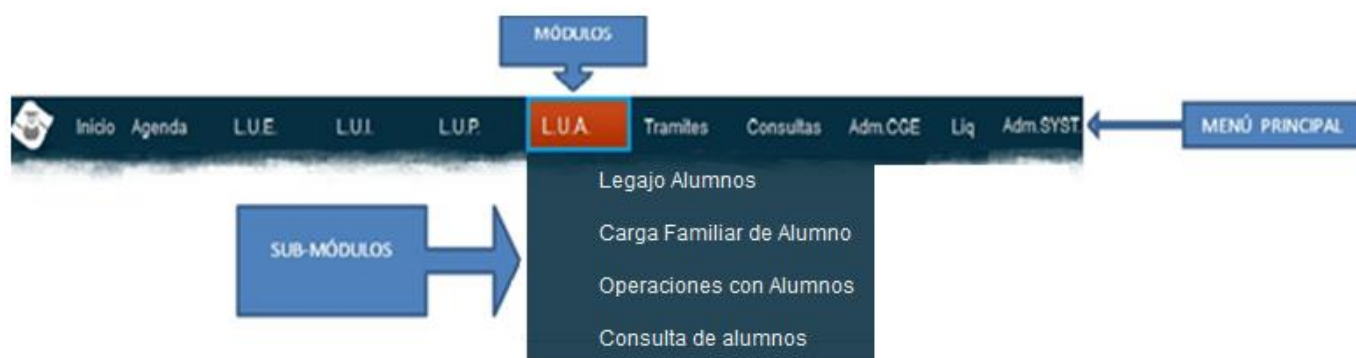 MÓDULOS
Inicio Agenda L.U.E. L.U.I. L.U.P. L.U.A. Tramites Consultas Adm.CGE Liq Adm.SYST.
MENÚ PRINCIPAL
Legajo Alumnos
Carga Familiar de Alumno
SUB-MÓDULOS
Operaciones con Alumnos
Consulta de alumnos